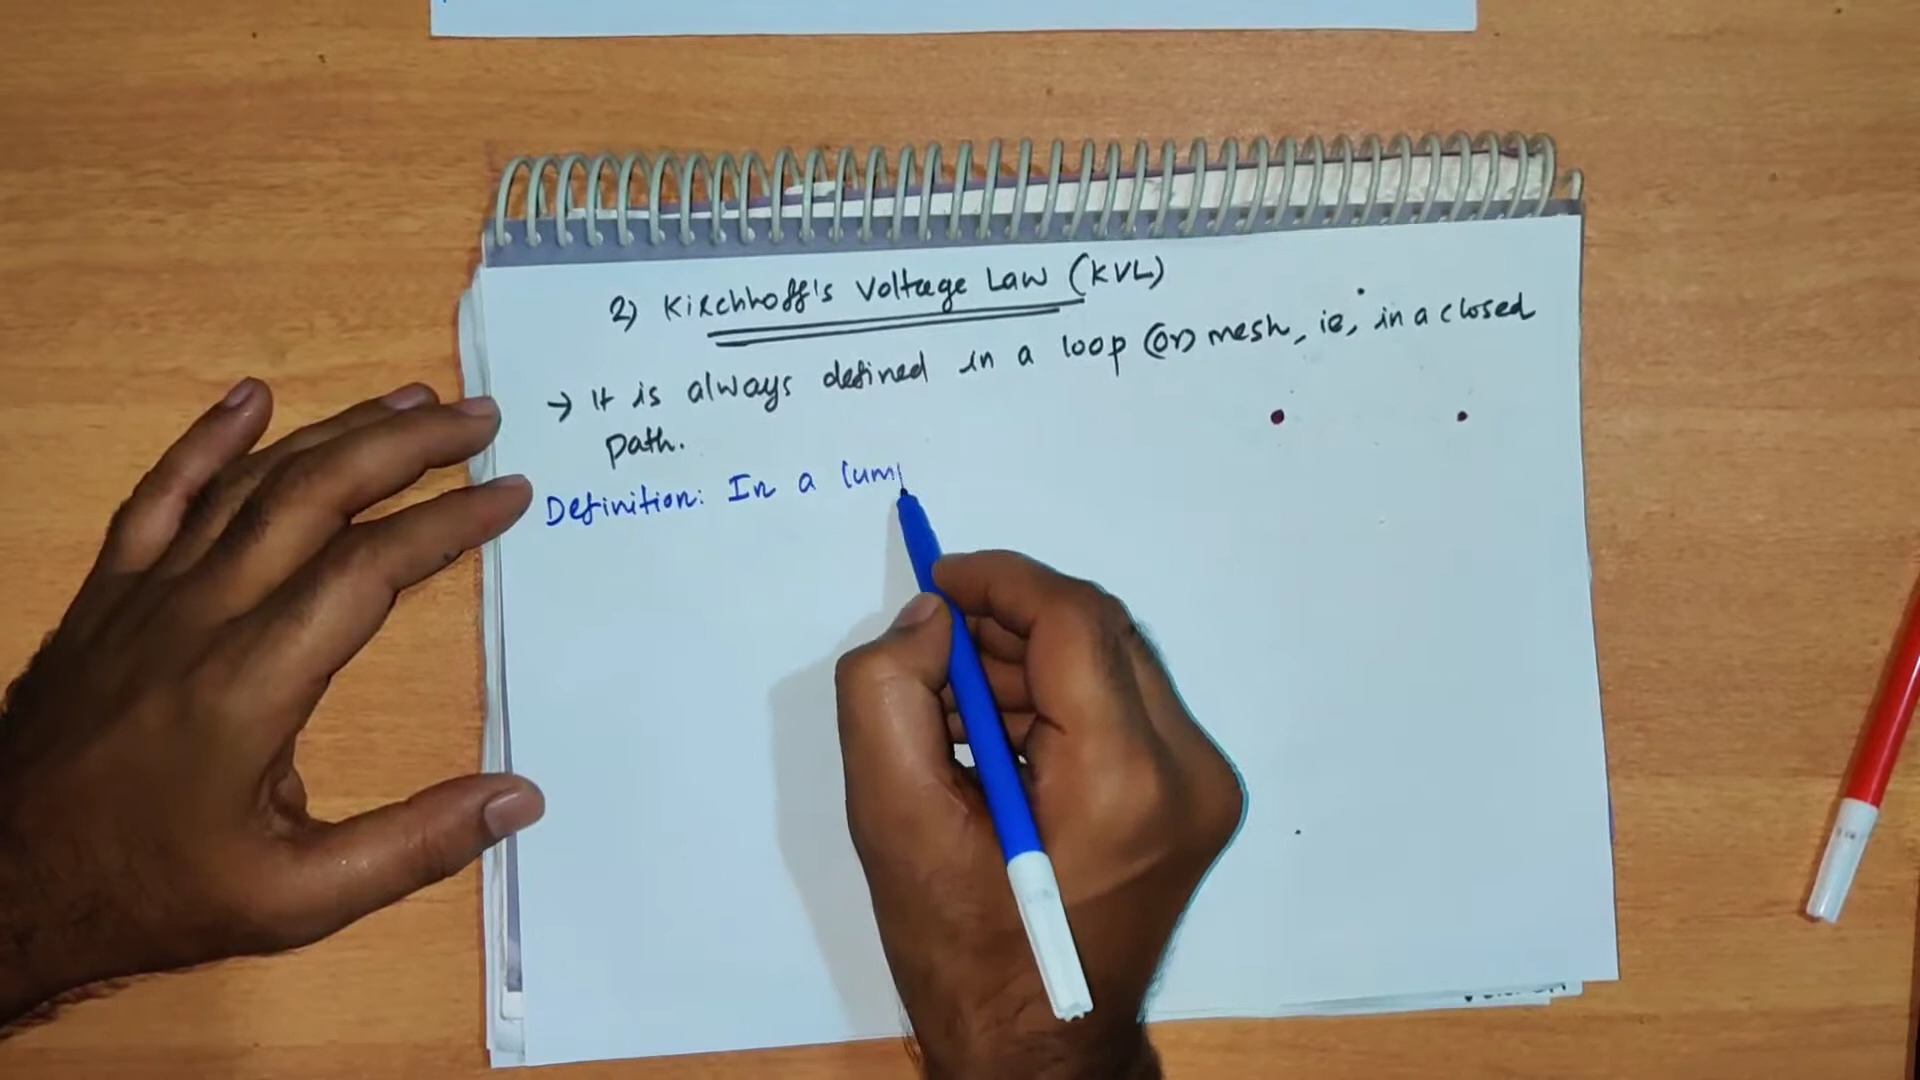 2) Kirchhoff's Voltage Law (KVL)
→ It is always defined in a loop (or) mesh, ie, in a closed
path.
Definition: In a lum